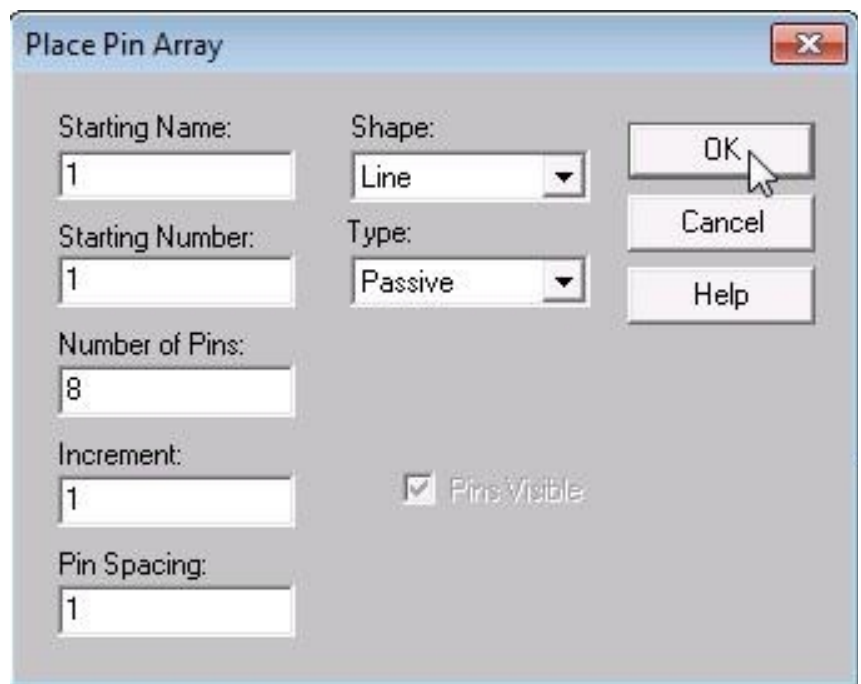 Place Pin Array
Starting Name:
1
Starting Number:
1
Number of Pins:
8
Increment:
1
Pin Spacing:
1
Shape:
Line
Type:
Passive
Pins Visible
OK
Cancel
Help